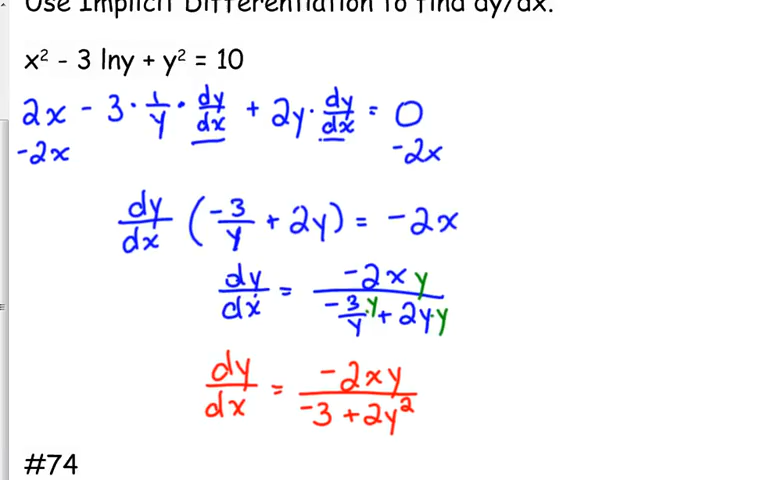 Use Implicit Differentiation to find dy/dx.
x² - 3 lny + y² = 10
2x - 3 · 1/y · dy/dx + 2y · dy/dx = 0
-2x -2x
dy/dx (-3/y + 2y) = -2x
dy/dx = -2xy / (-3/y·y + 2y·y)
dy/dx = -2xy / (-3 + 2y²)
#74